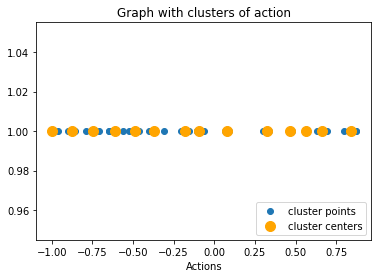 Graph with clusters of action
1.04
1.02
1.00
0.98
0.96
−1.00 −0.75 −0.50 −0.25 0.00 0.25 0.50 0.75
Actions
cluster points
cluster centers